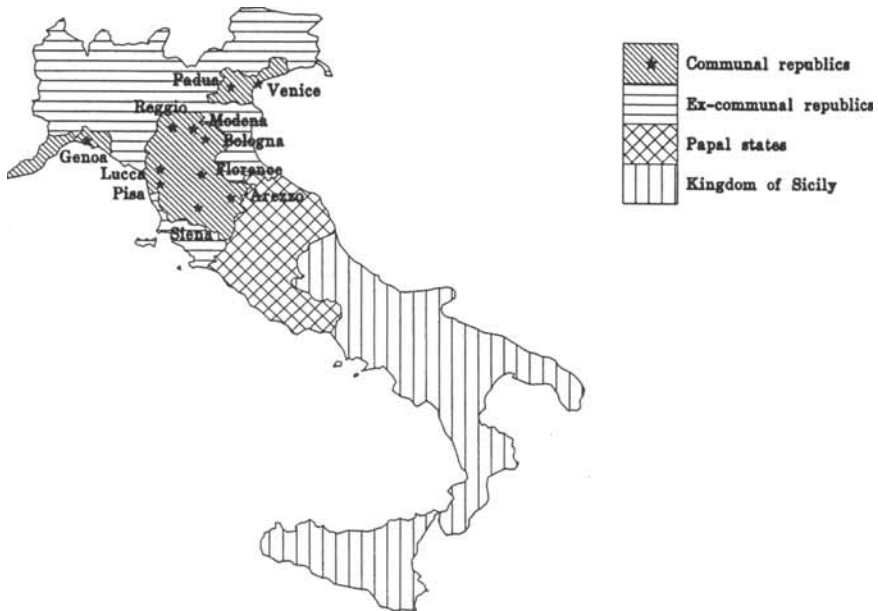 Padua
Venice
Reggio
Modena
Bologna
Genoa
Lucca
Florence
Pisa
Arezzo
Siena
Communal republics
Ex-communal republics
Papal states
Kingdom of Sicily